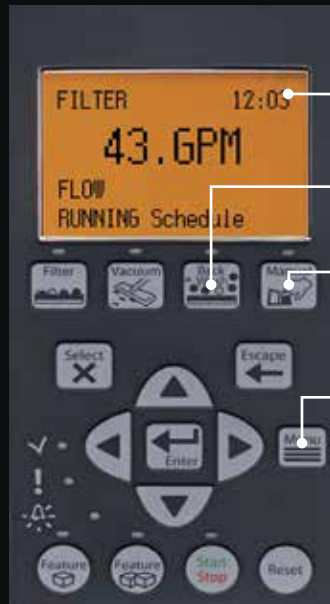 FILTER 12:03
43.GPM
FLOW
RUNNING Schedule
Filter Vacuum Back Manual
Select Escape
Enter Menu
!
Feature Feature Start Reset
Stop